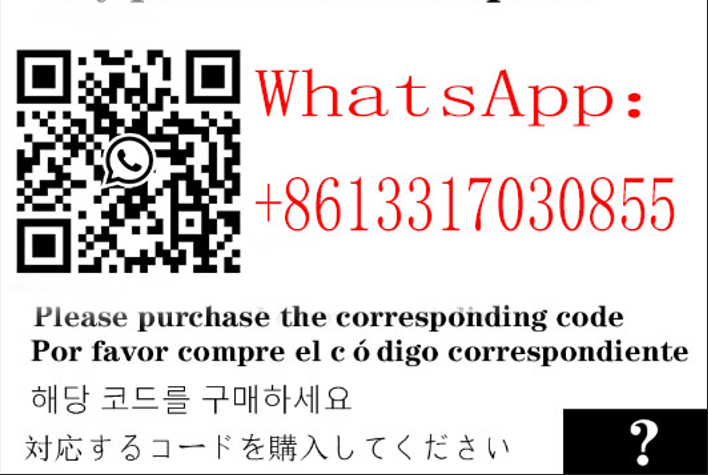 WhatsApp:
+8613317030855
Please purchase the corresponding code
Por favor compre el c ó digo correspondiente
해당 코드를 구매하세요
対応するコードを購入してください
?